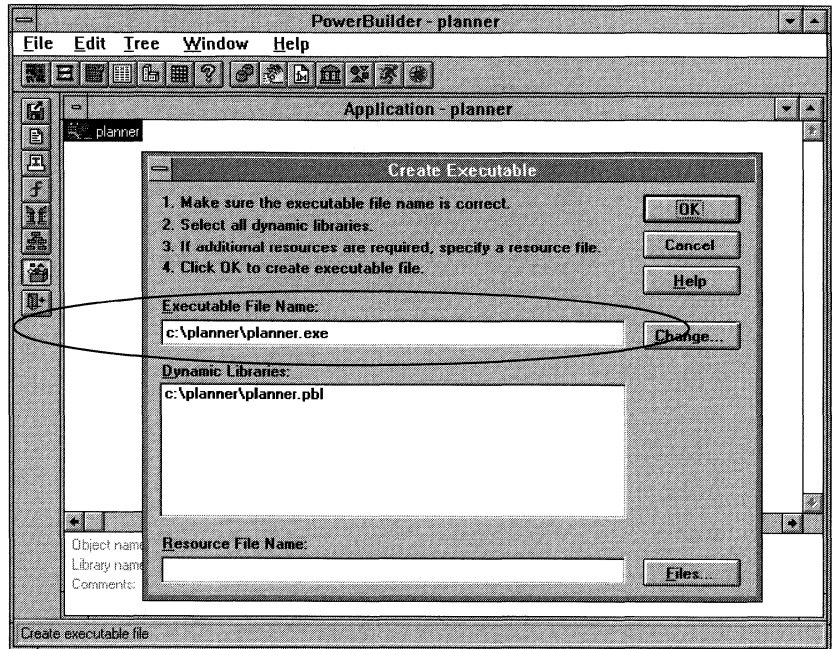 PowerBuilder - planner
File Edit Tree Window Help
Application - planner
planner
Create Executable
1. Make sure the executable file name is correct.
2. Select all dynamic libraries.
3. If additional resources are required, specify a resource file.
4. Click OK to create executable file.
OK
Cancel
Help
Executable File Name:
c:\planner\planner.exe
Change...
Dynamic Libraries:
c:\planner\planner.pbl
Object name
Library name
Comments:
Resource File Name:
Files...
Create executable file